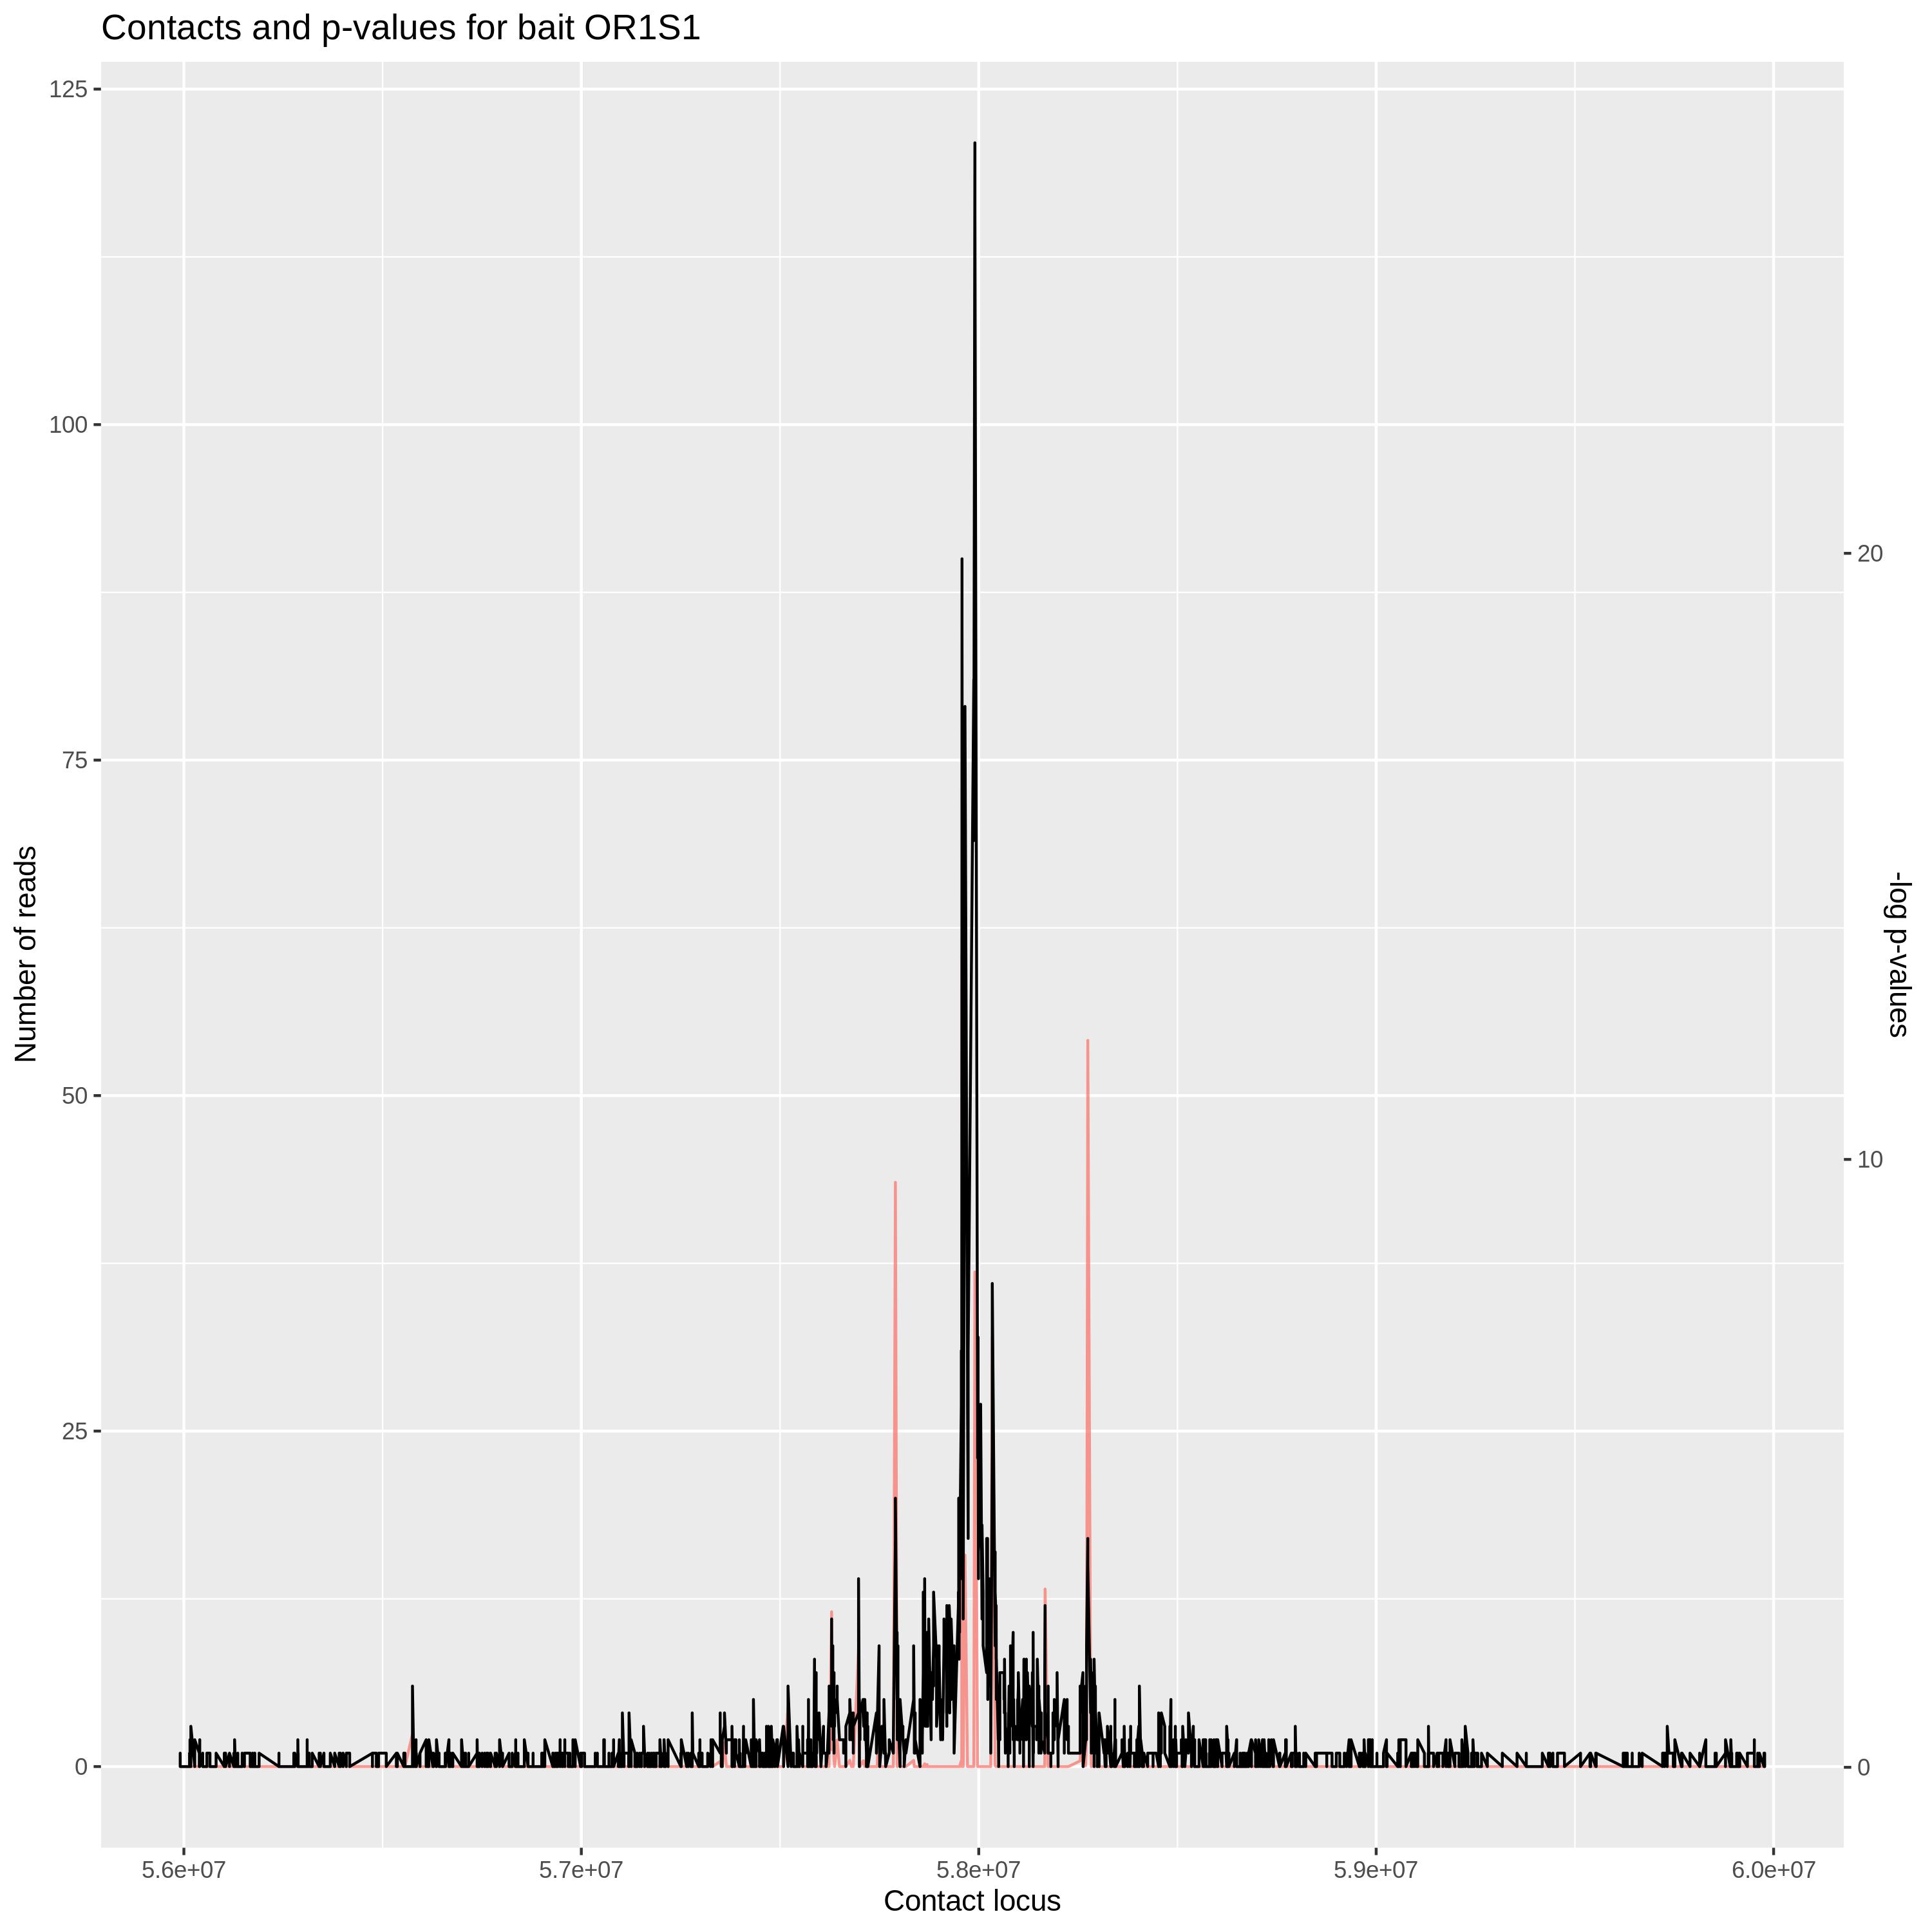 Contacts and p-values for bait OR1S1
125
100
75
50
25
0
Number of reads
20
10
0
-log p-values
5.6e+07 5.7e+07 5.8e+07 5.9e+07 6.0e+07
Contact locus